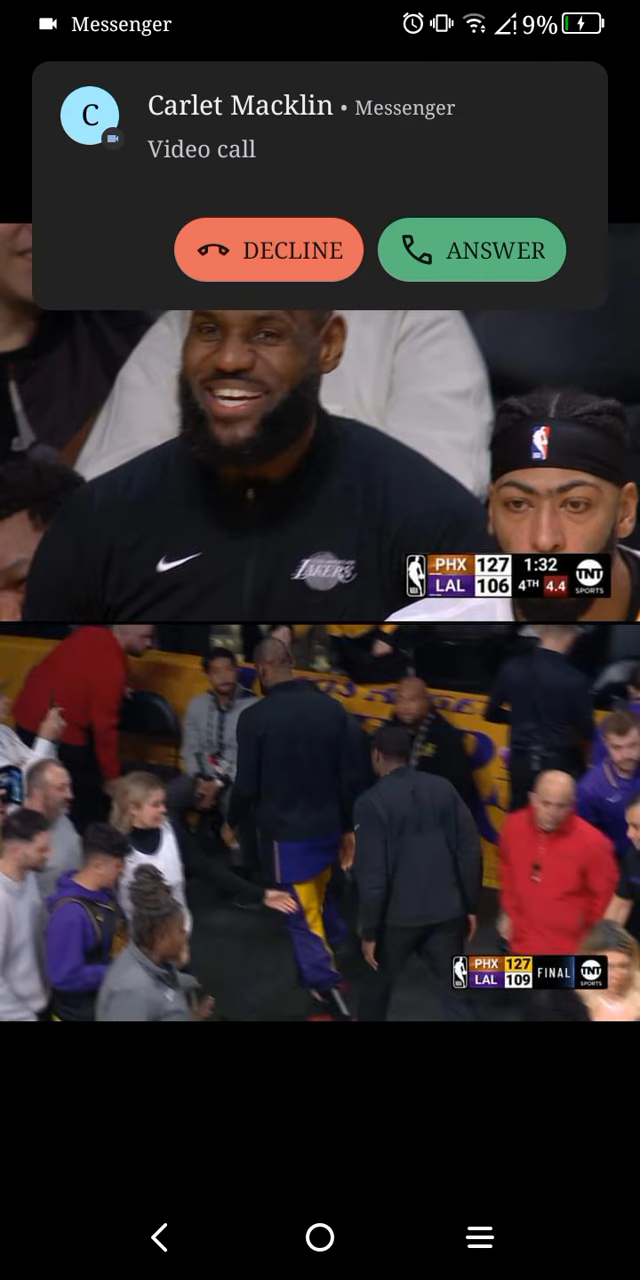 Messenger
9%
C
Carlet Macklin • Messenger
Video call
DECLINE
ANSWER
LAKERS
PHX 127 1:32
LAL 106 4TH 4.4
TNT
SPORTS
NBA
PHX 127 FINAL
LAL 109
TNT
SPORTS